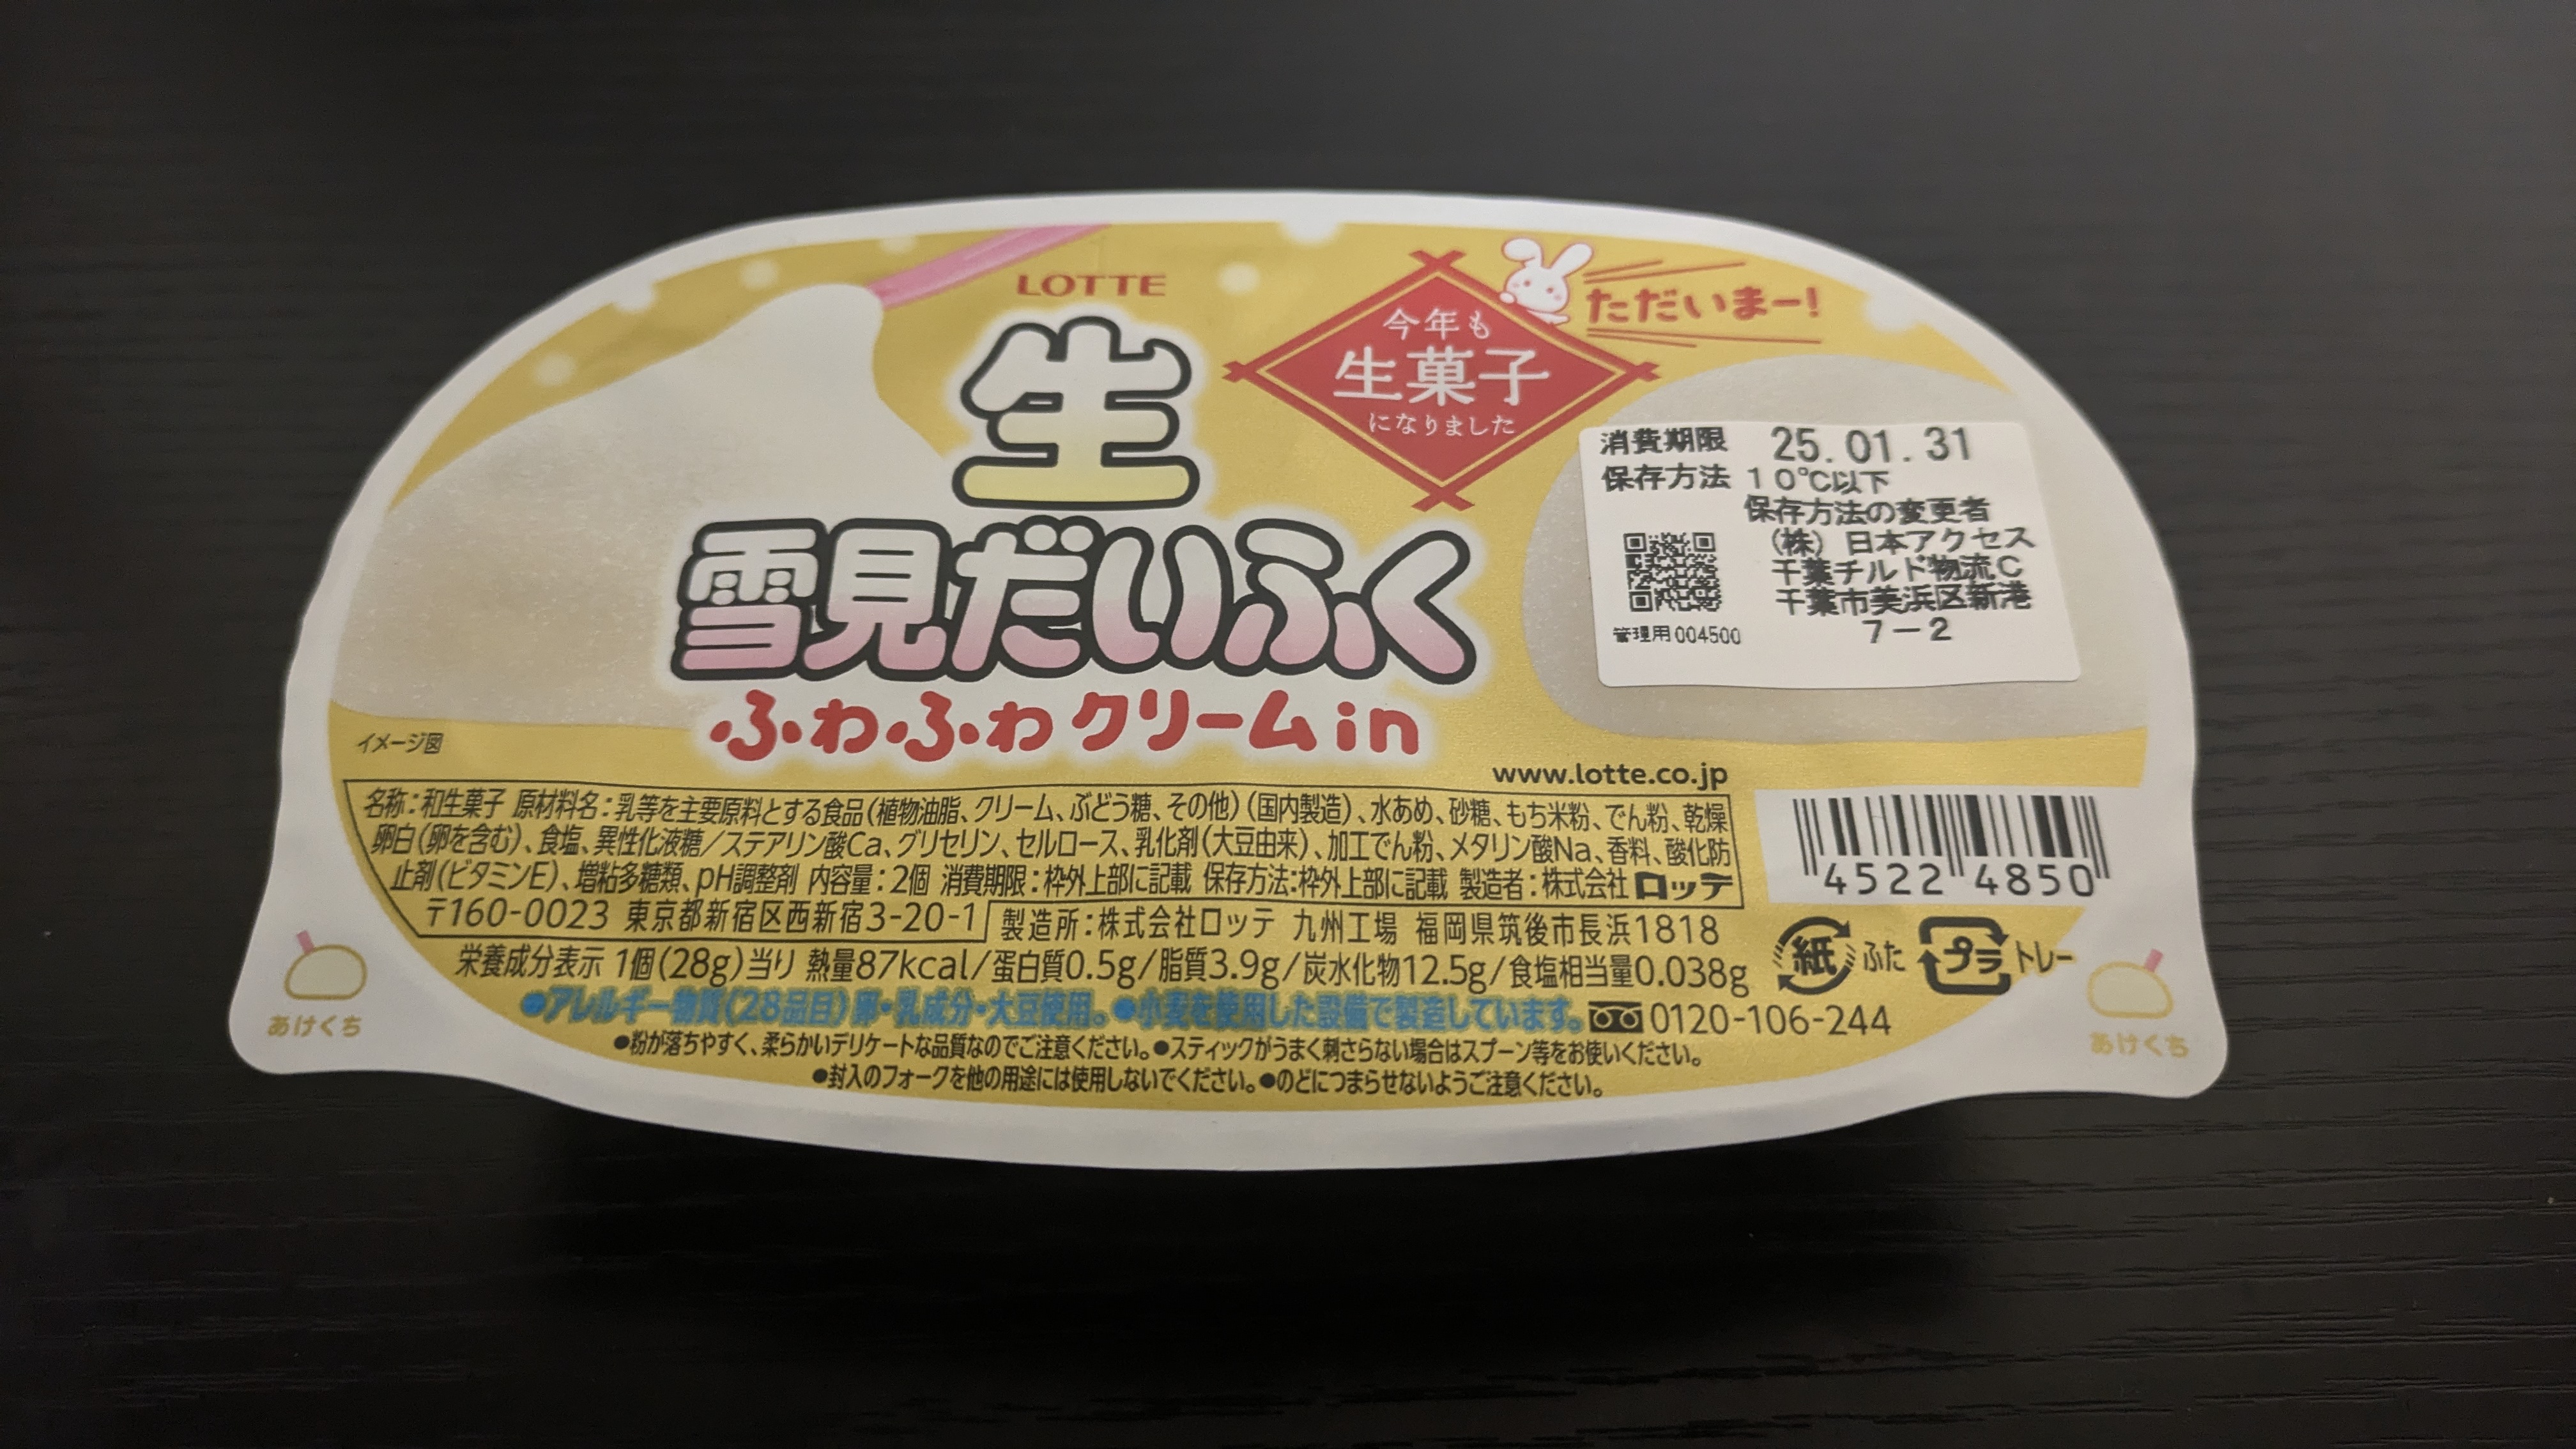 LOTTE
生
雪見だいふく
ふわふわクリームin
今年も
生菓子
になりました
ただいまー!
消費期限 25.01.31
保存方法 10℃以下
保存方法の変更者
(株)日本アクセス
千葉チルド物流C
千葉市美浜区新港
7-2
管理用004500
イメージ図
www.lotte.co.jp
名称:和生菓子 原材料名:乳等を主要原料とする食品(植物油脂、クリーム、ぶどう糖、その他)(国内製造)、水あめ、砂糖、もち米粉、でん粉、乾燥
卵白(卵を含む)、食塩、異性化液糖/ステアリン酸Ca、グリセリン、セルロース、乳化剤(大豆由来)、加工でん粉、メタリン酸Na、香料、酸化防
止剤(ビタミンE)、増粘多糖類、pH調整剤 内容量:2個 消費期限:枠外上部に記載 保存方法:枠外上部に記載 製造者:株式会社ロッテ
〒160-0023 東京都新宿区西新宿3-20-1 製造所:株式会社ロッテ 九州工場 福岡県筑後市長浜1818
栄養成分表示 1個(28g)当り 熱量87kcal/蛋白質0.5g/脂質3.9g/炭水化物12.5g/食塩相当量0.038g
●アレルギー物質(28品目)卵・乳成分・大豆使用。●小麦を使用した設備で製造しています。 0120-106-244
●粉が落ちやすく、柔らかいデリケートな品質なのでご注意ください。●スティックがうまく刺さらない場合はスプーン等をお使いください。
●封入のフォークを他の用途には使用しないでください。●のどにつまらせないようご注意ください。
4522 4850
紙 ふた プラ トレー
あけくち
あけくち